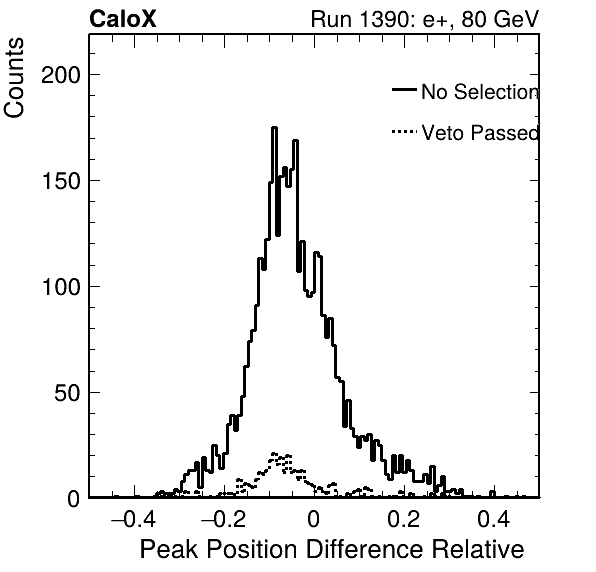 CaloX Run 1390: e+, 80 GeV
Counts
200
150
100
50
0
No Selection
Veto Passed
−0.4 −0.2 0 0.2 0.4
Peak Position Difference Relative